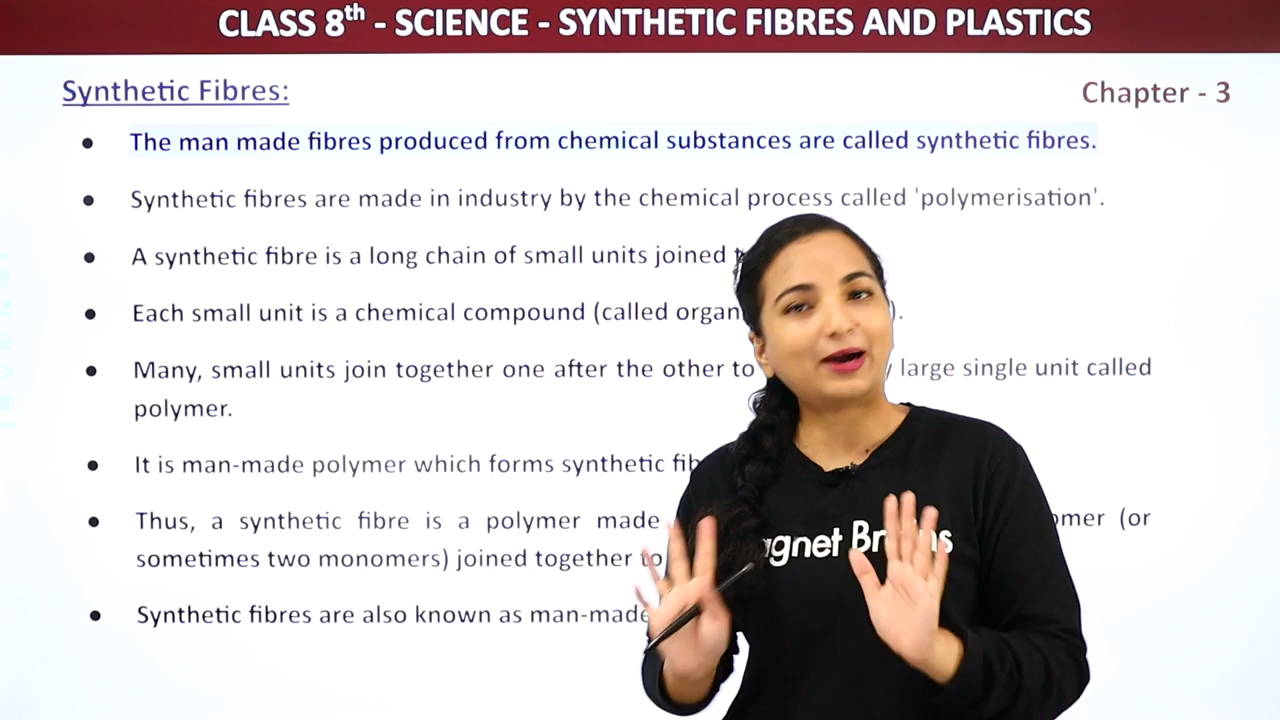 CLASS 8th - SCIENCE - SYNTHETIC FIBRES AND PLASTICS
Synthetic Fibres:
Chapter - 3
• The man made fibres produced from chemical substances are called synthetic fibres.
• Synthetic fibres are made in industry by the chemical process called 'polymerisation'.
• A synthetic fibre is a long chain of small units joined
• Each small unit is a chemical compound (called ).
• Many, small units join together one after the other to large single unit called
polymer.
• It is man-made polymer which forms synthetic
• Thus, a synthetic fibre is a polymer made (or
sometimes two monomers) joined together
• Synthetic fibres are also known as man-made